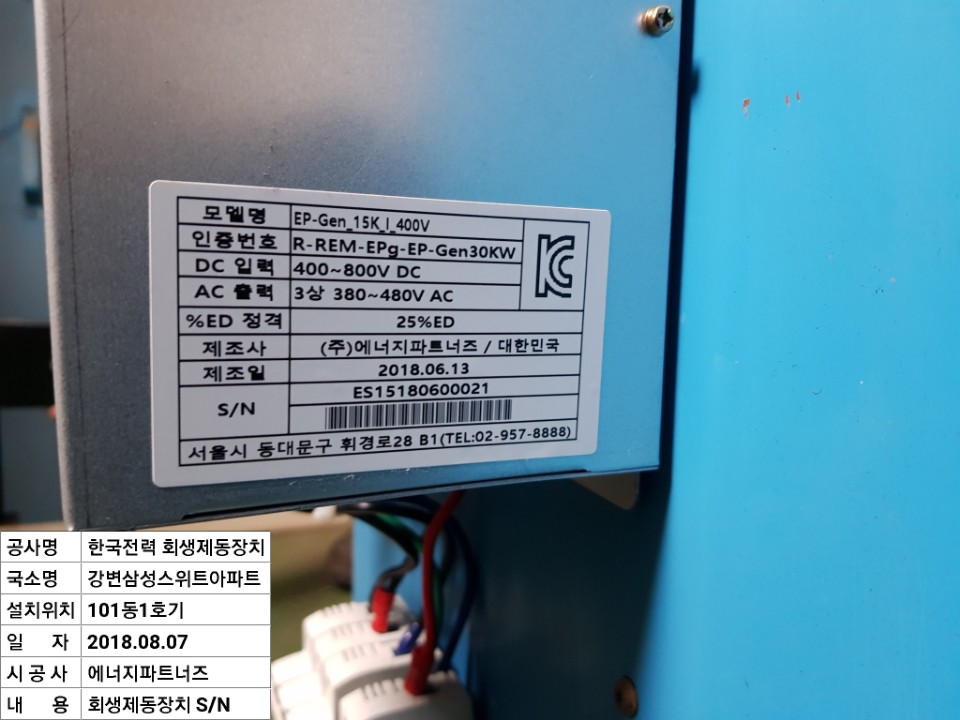 모델명 EP-Gen_15K_I_400V
인증번호 R-REM-EPg-EP-Gen30KW
DC 입력 400~800V DC
AC 출력 3상 380~480V AC
%ED 정격 25%ED
제조사 (주)에너지파트너즈 / 대한민국
제조일 2018.06.13
S/N ES15180600021
서울시 동대문구 휘경로28 B1(TEL:02-957-8888)
공사명 한국전력 회생제동장치
국소명 강변삼성스위트아파트
설치위치 101동1호기
일 자 2018.08.07
시공사 에너지파트너즈
내 용 회생제동장치 S/N